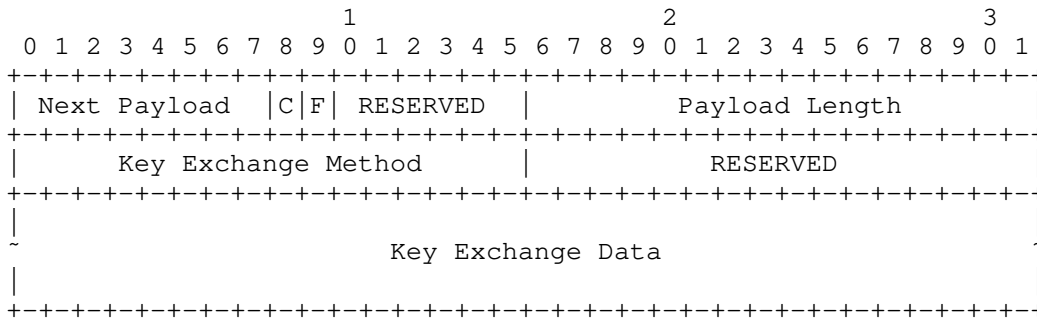 1                   2                   3
 0 1 2 3 4 5 6 7 8 9 0 1 2 3 4 5 6 7 8 9 0 1 2 3 4 5 6 7 8 9 0 1
+-+-+-+-+-+-+-+-+-+-+-+-+-+-+-+-+-+-+-+-+-+-+-+-+-+-+-+-+-+-+-+-
| Next Payload  |C|F| RESERVED  |         Payload Length
+-+-+-+-+-+-+-+-+-+-+-+-+-+-+-+-+-+-+-+-+-+-+-+-+-+-+-+-+-+-+-+-
|      Key Exchange Method      |           RESERVED
+-+-+-+-+-+-+-+-+-+-+-+-+-+-+-+-+-+-+-+-+-+-+-+-+-+-+-+-+-+-+-+-
|
~                       Key Exchange Data                       ~
|
+-+-+-+-+-+-+-+-+-+-+-+-+-+-+-+-+-+-+-+-+-+-+-+-+-+-+-+-+-+-+-+-